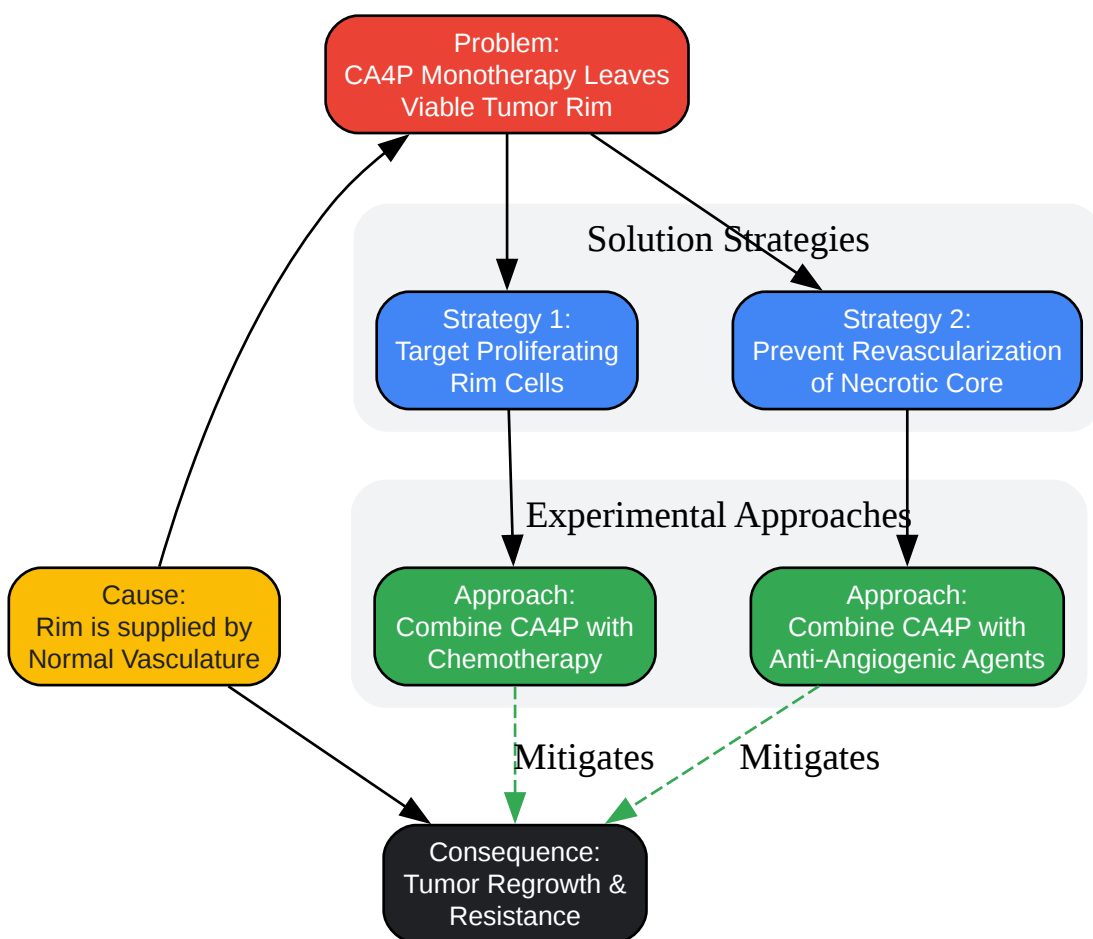 Problem:
CA4P Monotherapy Leaves
Viable Tumor Rim
Solution Strategies
Strategy 1:
Target Proliferating
Rim Cells
Strategy 2:
Prevent Revascularization
of Necrotic Core
Experimental Approaches
Cause:
Rim is supplied by
Normal Vasculature
Approach:
Combine CA4P with
Chemotherapy
Approach:
Combine CA4P with
Anti-Angiogenic Agents
Mitigates
Mitigates
Consequence:
Tumor Regrowth &
Resistance